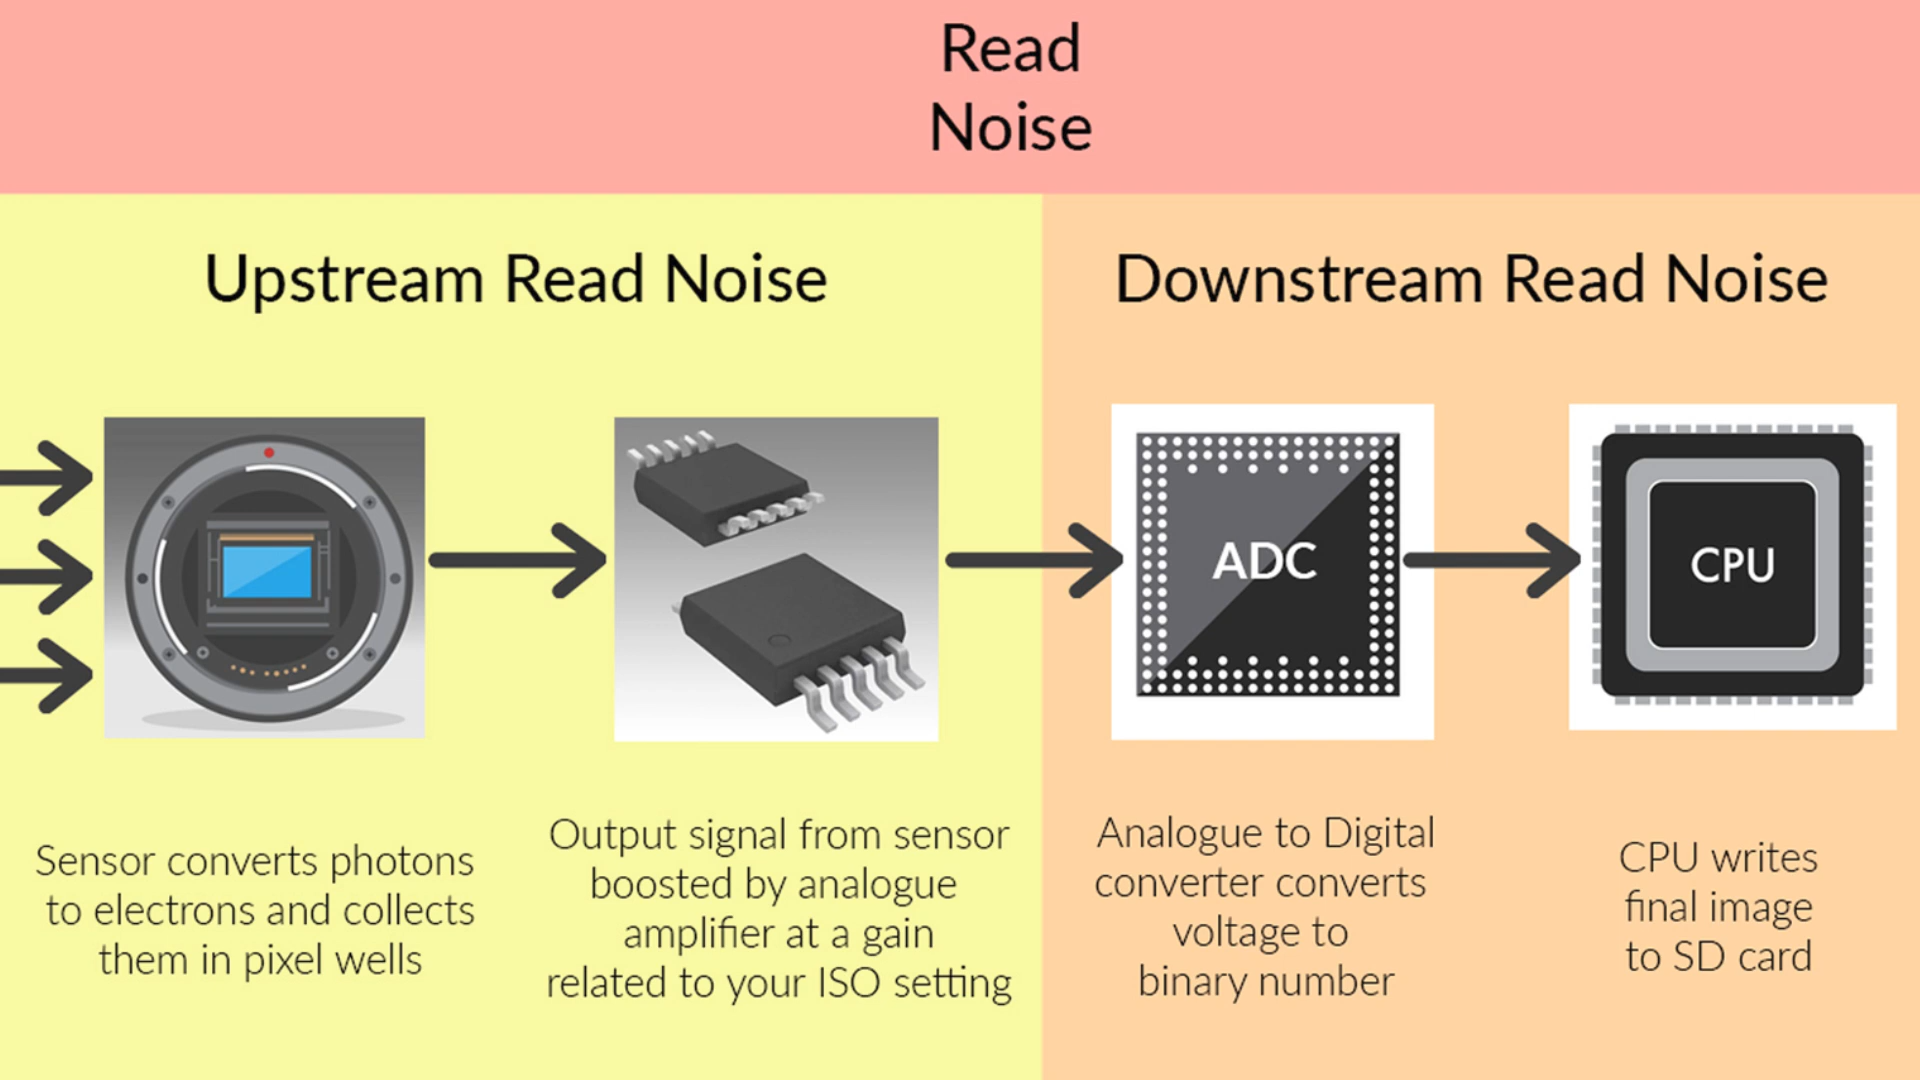 Read
Noise
Upstream Read Noise
Downstream Read Noise
ADC
CPU
Sensor converts photons
to electrons and collects
them in pixel wells
Output signal from sensor
boosted by analogue
amplifier at a gain
related to your ISO setting
Analogue to Digital
converter converts
voltage to
binary number
CPU writes
final image
to SD card